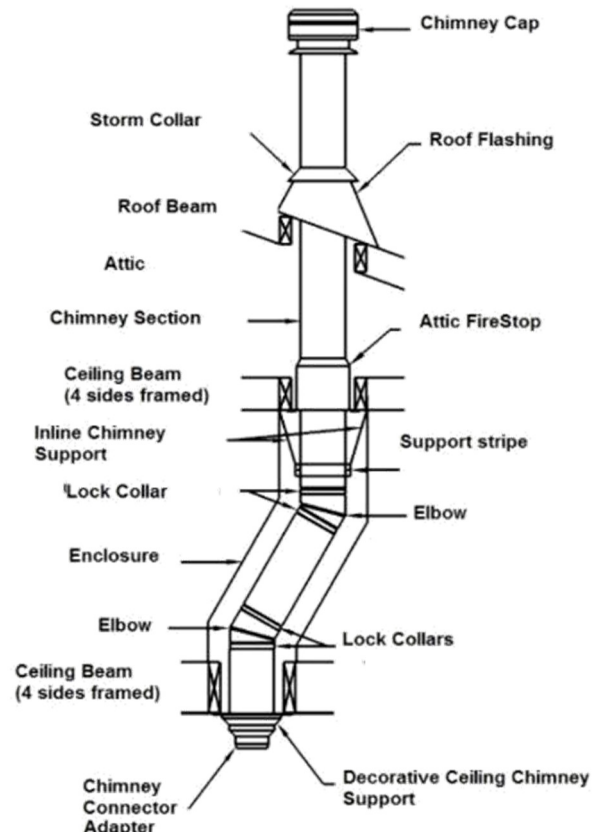 Chimney Cap
Storm Collar
Roof Flashing
Roof Beam
Attic
Chimney Section
Attic FireStop
Ceiling Beam
(4 sides framed)
Inline Chimney
Support
Support stripe
Lock Collar
Elbow
Enclosure
Elbow
Lock Collars
Ceiling Beam
(4 sides framed)
Decorative Ceiling Chimney
Support
Chimney
Connector
Adapter